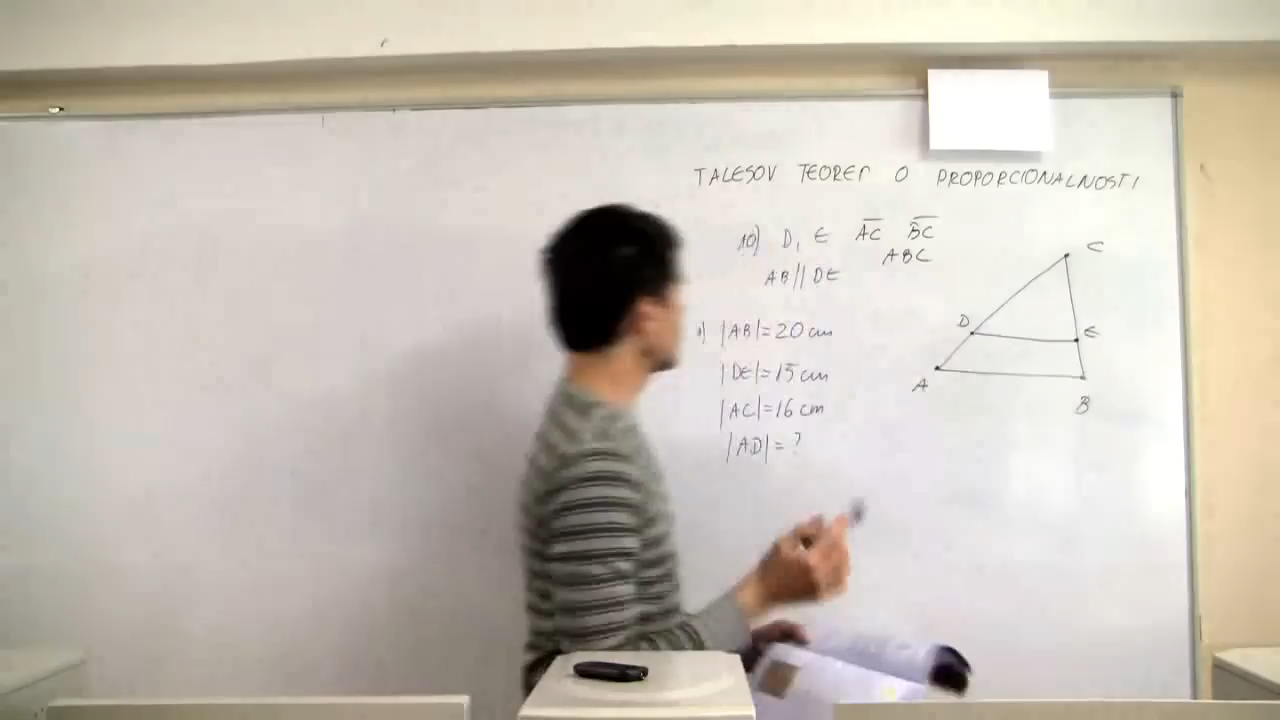 TALESOV TEOREM O PROPORCIONALNOSTI
10) D, E AC BC
ABC
AB || DE
|AB| = 20 cm
|DE| = 15 cm
|AC| = 16 cm
|AD| = ?
C
D
E
A
B